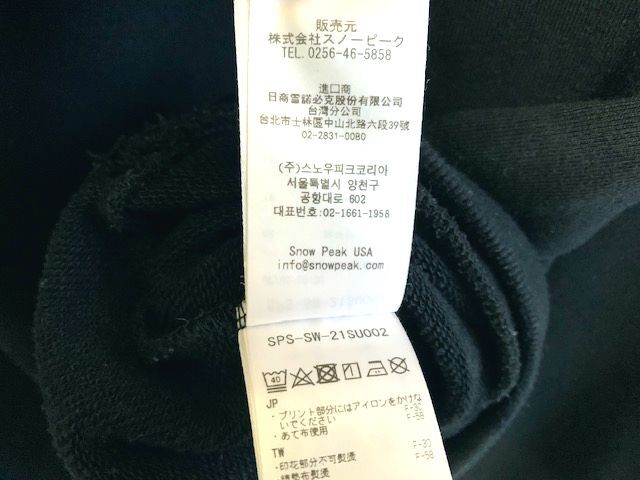 販売元
株式会社スノーピーク
TEL.0256-46-5858
進口商
日商雪諾必克股份有限公司
台灣分公司
台北市士林區中山北路六段39號
02-2831-0080
(주)스노우피크코리아
서울특별시 양천구
공항대로 602
대표번호:02-1661-1958
Snow Peak USA
info@snowpeak.com
SPS-SW-21SU002
40
JP
・プリント部分にはアイロンをかけな F-30
いでください F-58
・あて布使用
TW
・印花部分不可熨燙 F-30
F-58